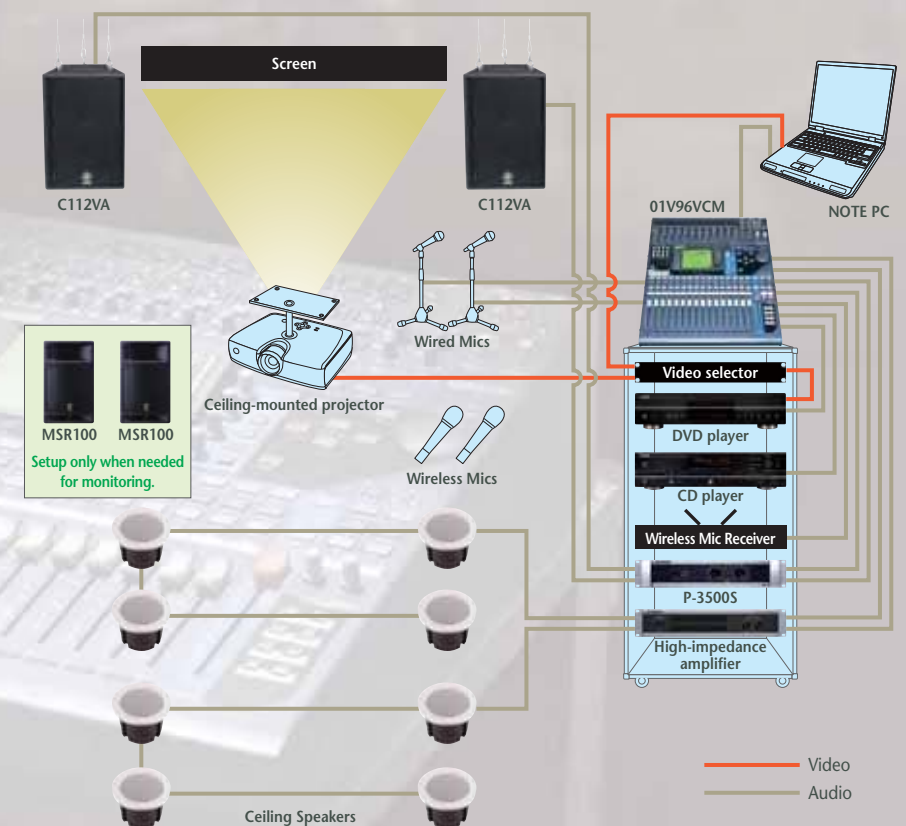 Screen
C112VA
C112VA
01V96VCM
NOTE PC
Wired Mics
Video selector
Ceiling-mounted projector
DVD player
MSR100
MSR100
Setup only when needed
for monitoring.
Wireless Mics
CD player
Wireless Mic Receiver
P-3500S
High-impedance
amplifier
Video
Audio
Ceiling Speakers